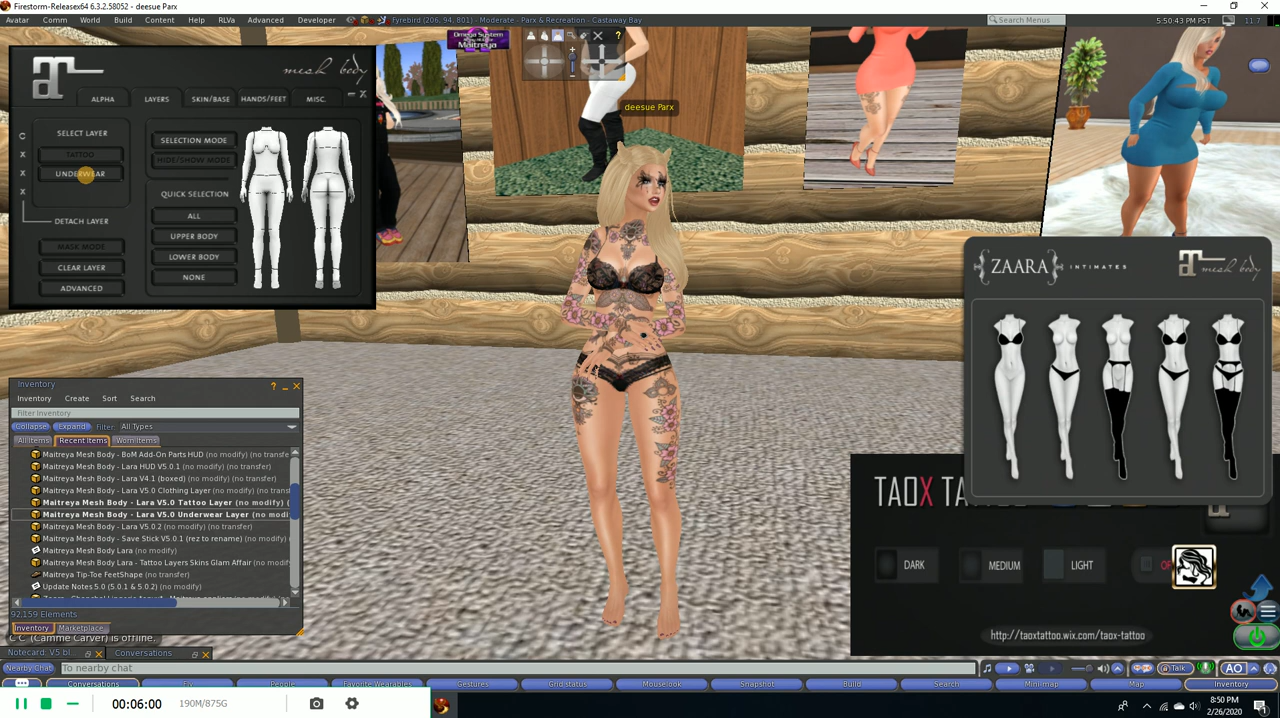 Firestorm-Releasex64 6.3.2.58052 - deesue Parx
Avatar Comm World Build Content Help RLVa Advanced Developer
Fyrebird (206, 94, 801) - Moderate - Parx & Recreation - Castaway Bay
Search Menus
5:50:43 PM PST
11.7
Omega System
Maitreya
?
deesue Parx
mesh body
ALPHA LAYERS SKIN/BASE HANDS/FEET MISC.
X
C
SELECT LAYER
X TATTOO
X UNDERWEAR
X
DETACH LAYER
MASK MODE
CLEAR LAYER
ADVANCED
SELECTION MODE
HIDE/SHOW MODE
QUICK SELECTION
ALL
UPPER BODY
LOWER BODY
NONE
ZAARA INTIMATES
mesh body
Inventory
?
Inventory Create Sort Search
Filter Inventory
Collapse Expand Filter: All Types
All Items Recent Items Worn Items
Maitreya Mesh Body - BoM Add-On Parts HUD (no modify) (no transfe
Maitreya Mesh Body - Lara HUD V5.0.1 (no modify) (no transfer)
Maitreya Mesh Body - Lara V4.1 (boxed) (no modify) (no transfer)
Maitreya Mesh Body - Lara V5.0 Clothing Layer (no modify) (no trans
Maitreya Mesh Body - Lara V5.0 Tattoo Layer (no modify) (
Maitreya Mesh Body - Lara V5.0 Underwear Layer (no modi
Maitreya Mesh Body - Lara V5.0.2 (no modify) (no transfer)
Maitreya Mesh Body - Save Stick V5.0.1 (rez to rename) (no modify)
Maitreya Mesh Body Lara (no modify)
Maitreya Mesh Body Lara - Tattoo Layers Skins Glam Affair (no modify)
Maitreya Tip-Toe FeetShape (no transfer)
Update Notes 5.0 (5.0.1 & 5.0.2) (no modify)
92,159 Elements
Inventory Marketplace
C C (Camme Carver) is offline.
Notecard: V5 bl...
Conversations
TAOX TA
DARK MEDIUM LIGHT
http://taoxtattoo.wix.com/taox-tattoo
Nearby Chat To nearby chat
Talk AO
Conversations Fly People Favorite Wearables Gestures Grid status Mouselook Snapshot Build Search Mini-map Map Inventory
00:06:00 190M/875G
8:50 PM
2/26/2020